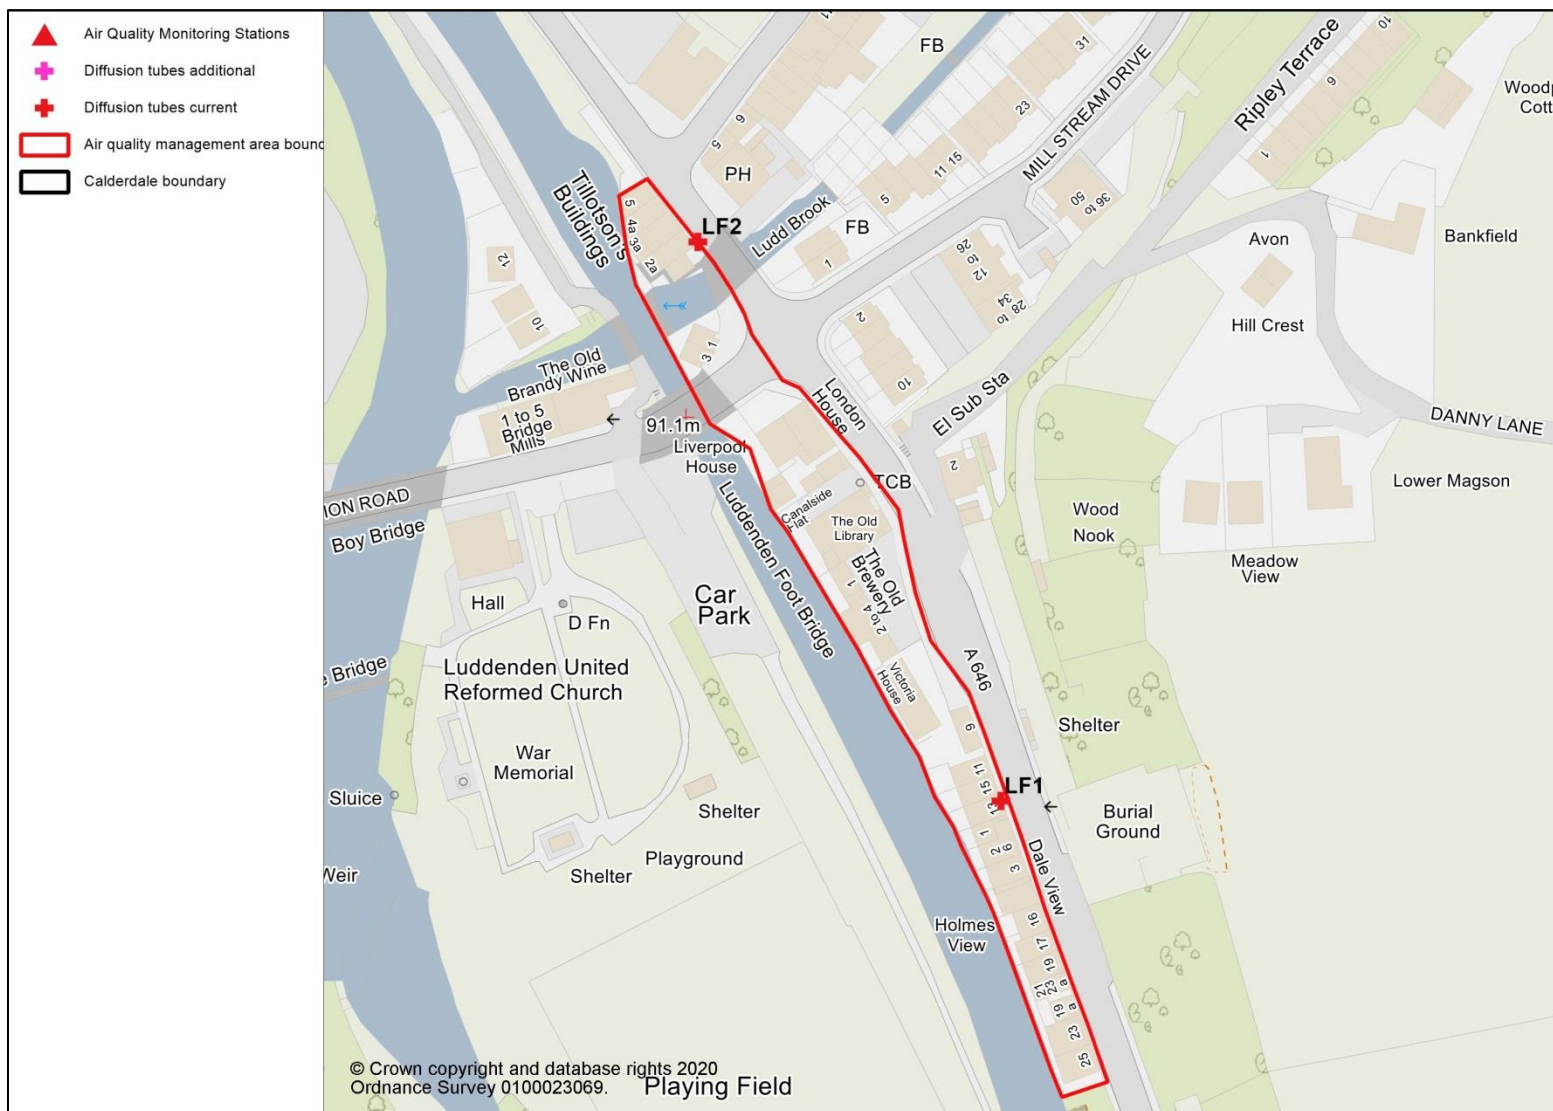 Air Quality Monitoring Stations
Diffusion tubes additional
Diffusion tubes current
Air quality management area bound
Calderdale boundary
11
FB
31
MILL STREAM DRIVE
Ripley Terrace
10
9
1
Woodp
Cott
9
5
PH
23
11 15
5
36 to
50
Tillotson's
Buildings
5
4a
3a
2a
LF2
Ludd Brook
FB
1
Avon
Bankfield
12
10
26
12 to
34
28 to
Hill Crest
The Old
Brandy Wine
1 to 5
Bridge
Mills
3 1
2
10
London
House
El Sub Sta
DANNY LANE
91.1m
Liverpool
House
ION ROAD
Boy Bridge
TCB
2
Lower Magson
Canalside
Flat
The Old
Library
Wood
Nook
Luddenden Foot Bridge
The Old
Brewery
1
2 to 4
Meadow
View
Hall
D Fn
Car
Park
A 646
e Bridge
Luddenden United
Reformed Church
Victoria
House
9
Shelter
War
Memorial
15 11
13
LF1
Sluice
Shelter
Burial
Ground
1
2
6
3
Dale View
Playground
Weir
Shelter
Holmes
View
16
17
19
21
23
a
19
a
23
25
© Crown copyright and database rights 2020
Ordnance Survey 0100023069.
Playing Field